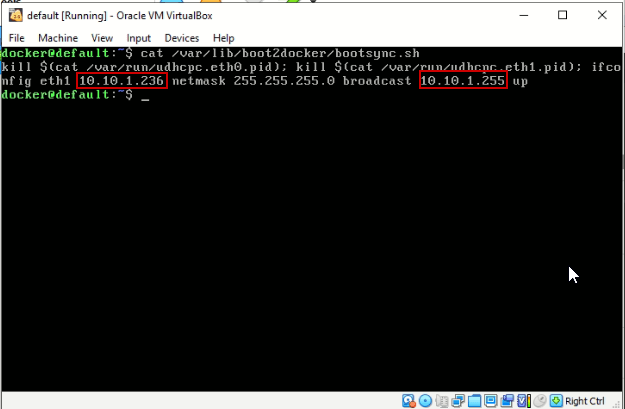 default [Running] - Oracle VM VirtualBox
File Machine View Input Devices Help
docker@default:~$ cat /var/lib/boot2docker/bootsync.sh
kill $(cat /var/run/udhcpc.eth0.pid); kill $(cat /var/run/udhcpc.eth1.pid); ifco
nfig eth1 10.10.1.236 netmask 255.255.255.0 broadcast 10.10.1.255 up
docker@default:~$ _
Right Ctrl